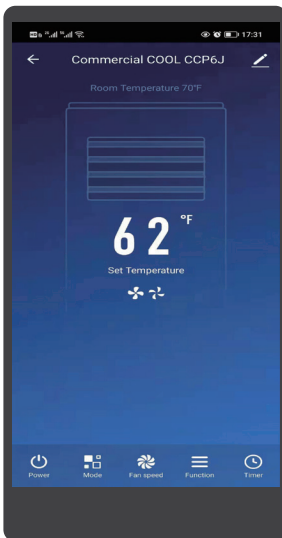 17:31
Commercial COOL CCP6J
Room Temperature 70°F
62 °F
Set Temperature
Power Mode Fan speed Function Timer